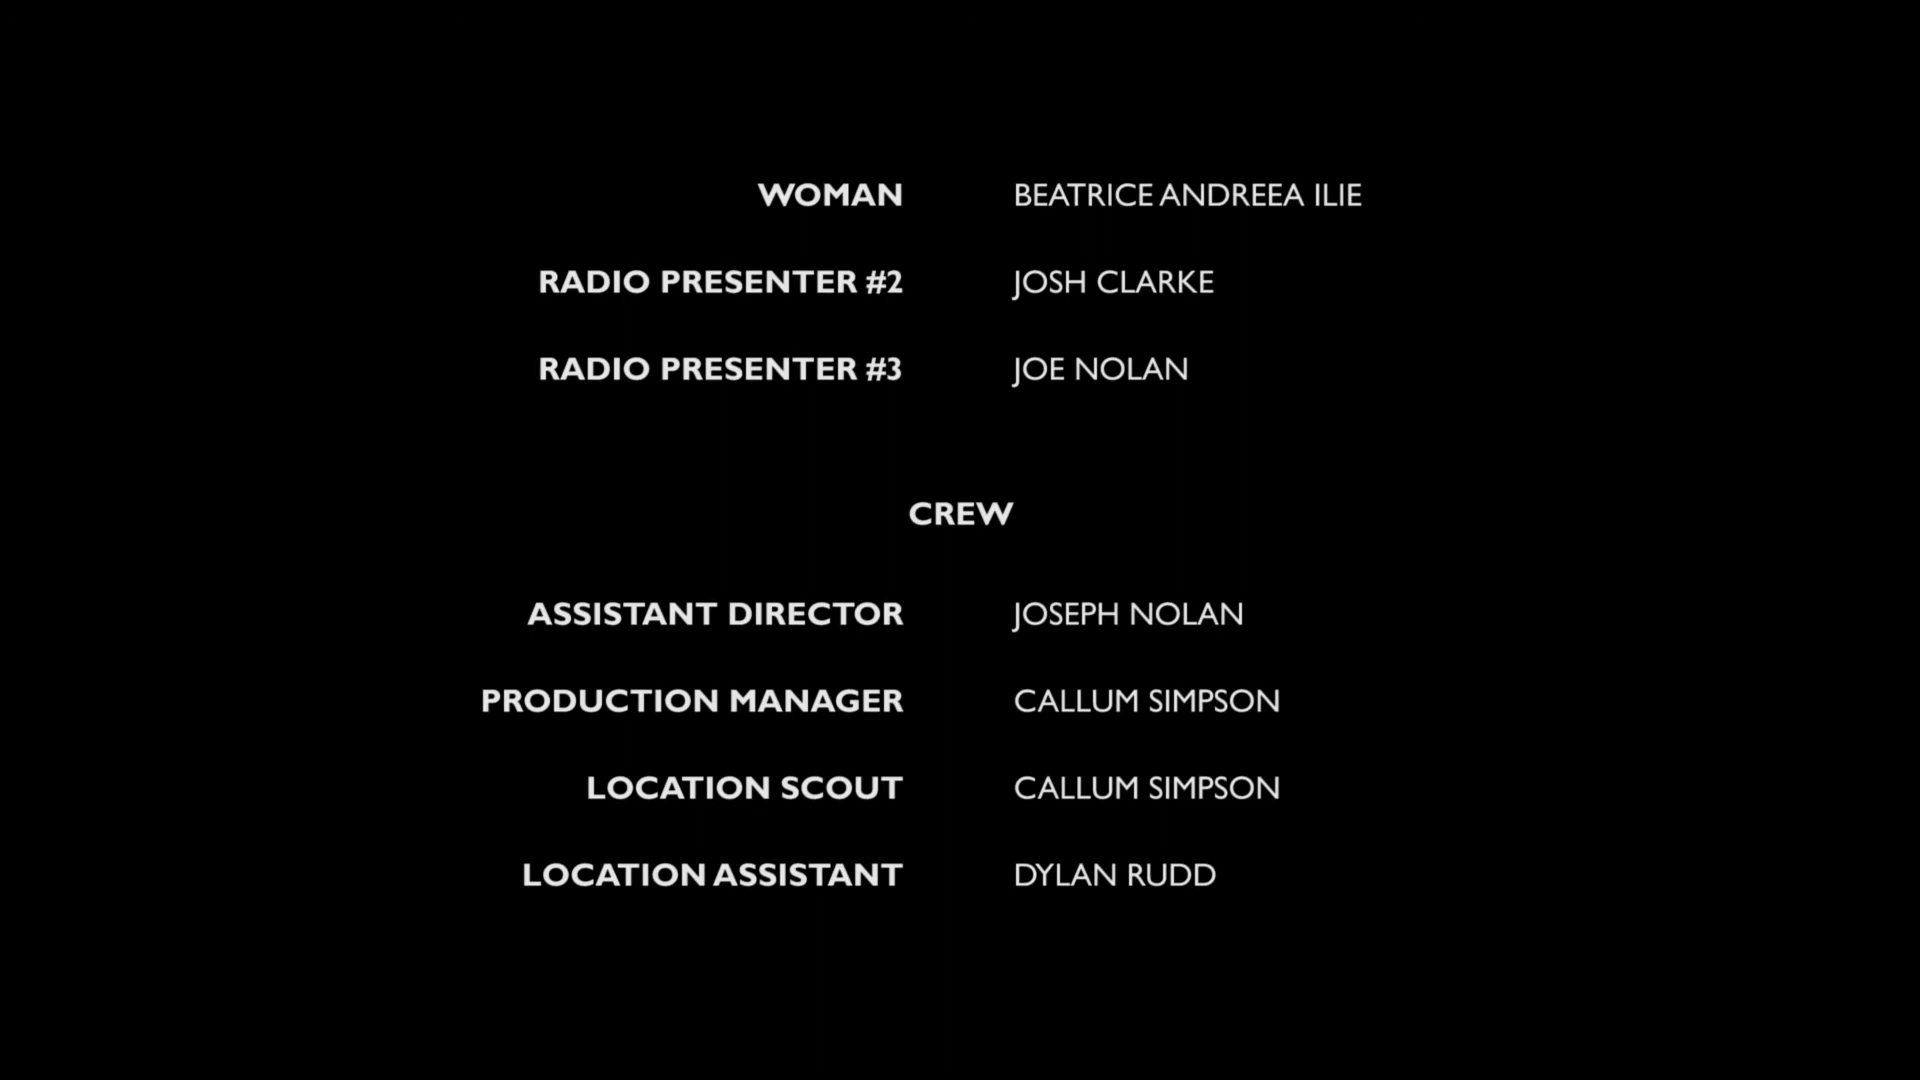 WOMAN BEATRICE ANDREEA ILIE
RADIO PRESENTER #2 JOSH CLARKE
RADIO PRESENTER #3 JOE NOLAN
CREW
ASSISTANT DIRECTOR JOSEPH NOLAN
PRODUCTION MANAGER CALLUM SIMPSON
LOCATION SCOUT CALLUM SIMPSON
LOCATION ASSISTANT DYLAN RUDD